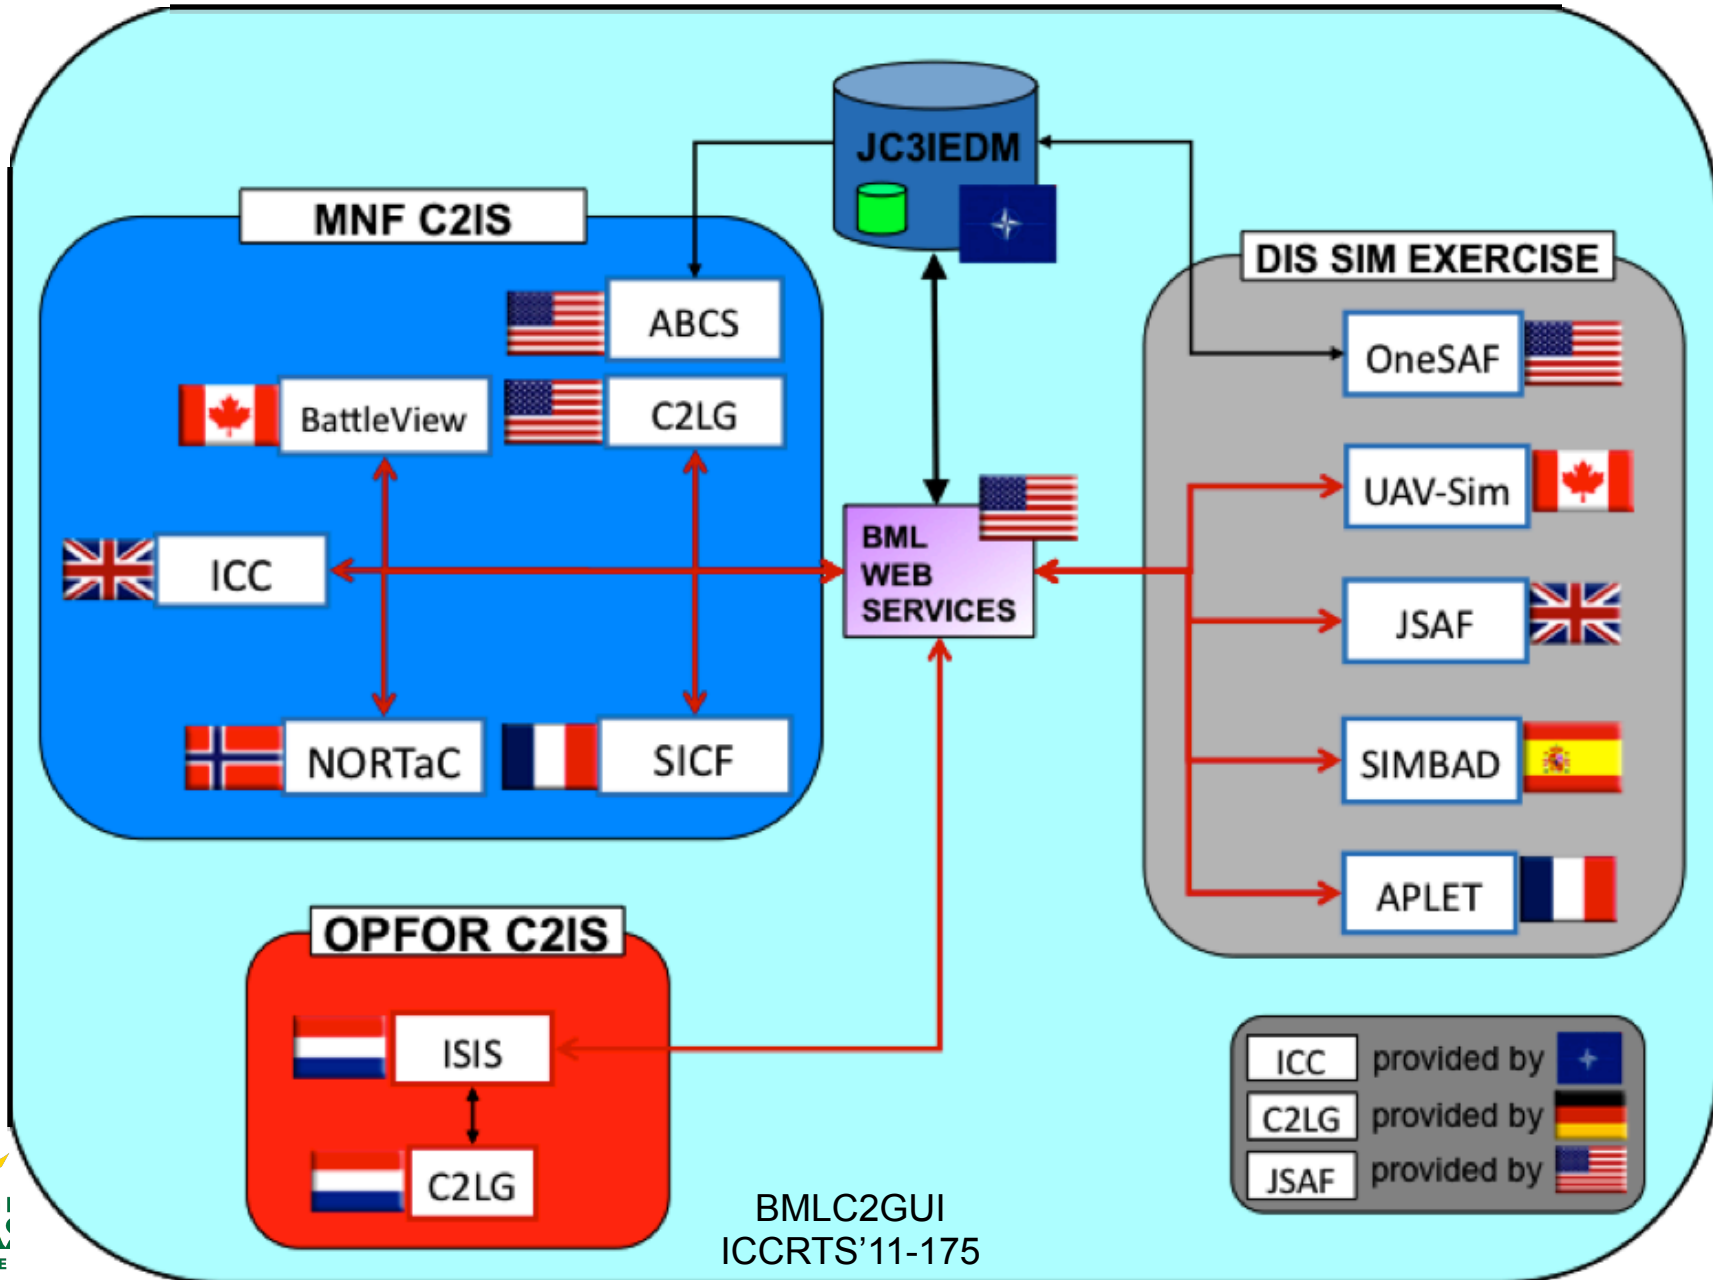 JC3IEDM
MNF C2IS
DIS SIM EXERCISE
ABCS
OneSAF
BattleView
C2LG
UAV-Sim
BML
WEB
SERVICES
ICC
JSAF
NORTaC
SICF
SIMBAD
APLET
OPFOR C2IS
ISIS
C2LG
ICC provided by
C2LG provided by
JSAF provided by
BMLC2GUI
ICCRTS'11-175